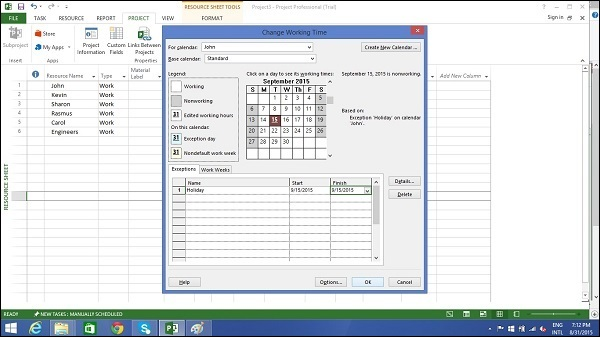 RESOURCE SHEET TOOLS
Project3 - Project Professional (Trial)
FILE TASK RESOURCE REPORT PROJECT VIEW FORMAT
Sign in
Subproject
Store
My Apps
Project Information
Custom Fields
Links Between Projects
Insert
Apps
Resource Name
Type
Material Label
Add New Column
1 John Work
2 Kevin Work
3 Sharon Work
4 Rasmus Work
5 Carol Work
6 Engineers Work
RESOURCE SHEET
Change Working Time
For calendar: John
Create New Calendar ...
Base calendar: Standard
Legend:
Working
Nonworking
31 Edited working hours
On this calendar:
31 Exception day
31 Nondefault work week
Click on a day to see its working times:
September 2015
S M T W Th F S
1 2 3 4 5
6 7 8 9 10 11 12
13 14 15 16 17 18 19
20 21 22 23 24 25 26
27 28 29 30
September 15, 2015 is nonworking.
Based on:
Exception 'Holiday' on calendar
'John'.
Exceptions Work Weeks
Name Start Finish
1 Holiday 9/15/2015 9/15/2015
Details...
Delete
Help
Options...
OK
Cancel
READY
NEW TASKS : MANUALLY SCHEDULED
ENG
INTL
7:12 PM
8/31/2015